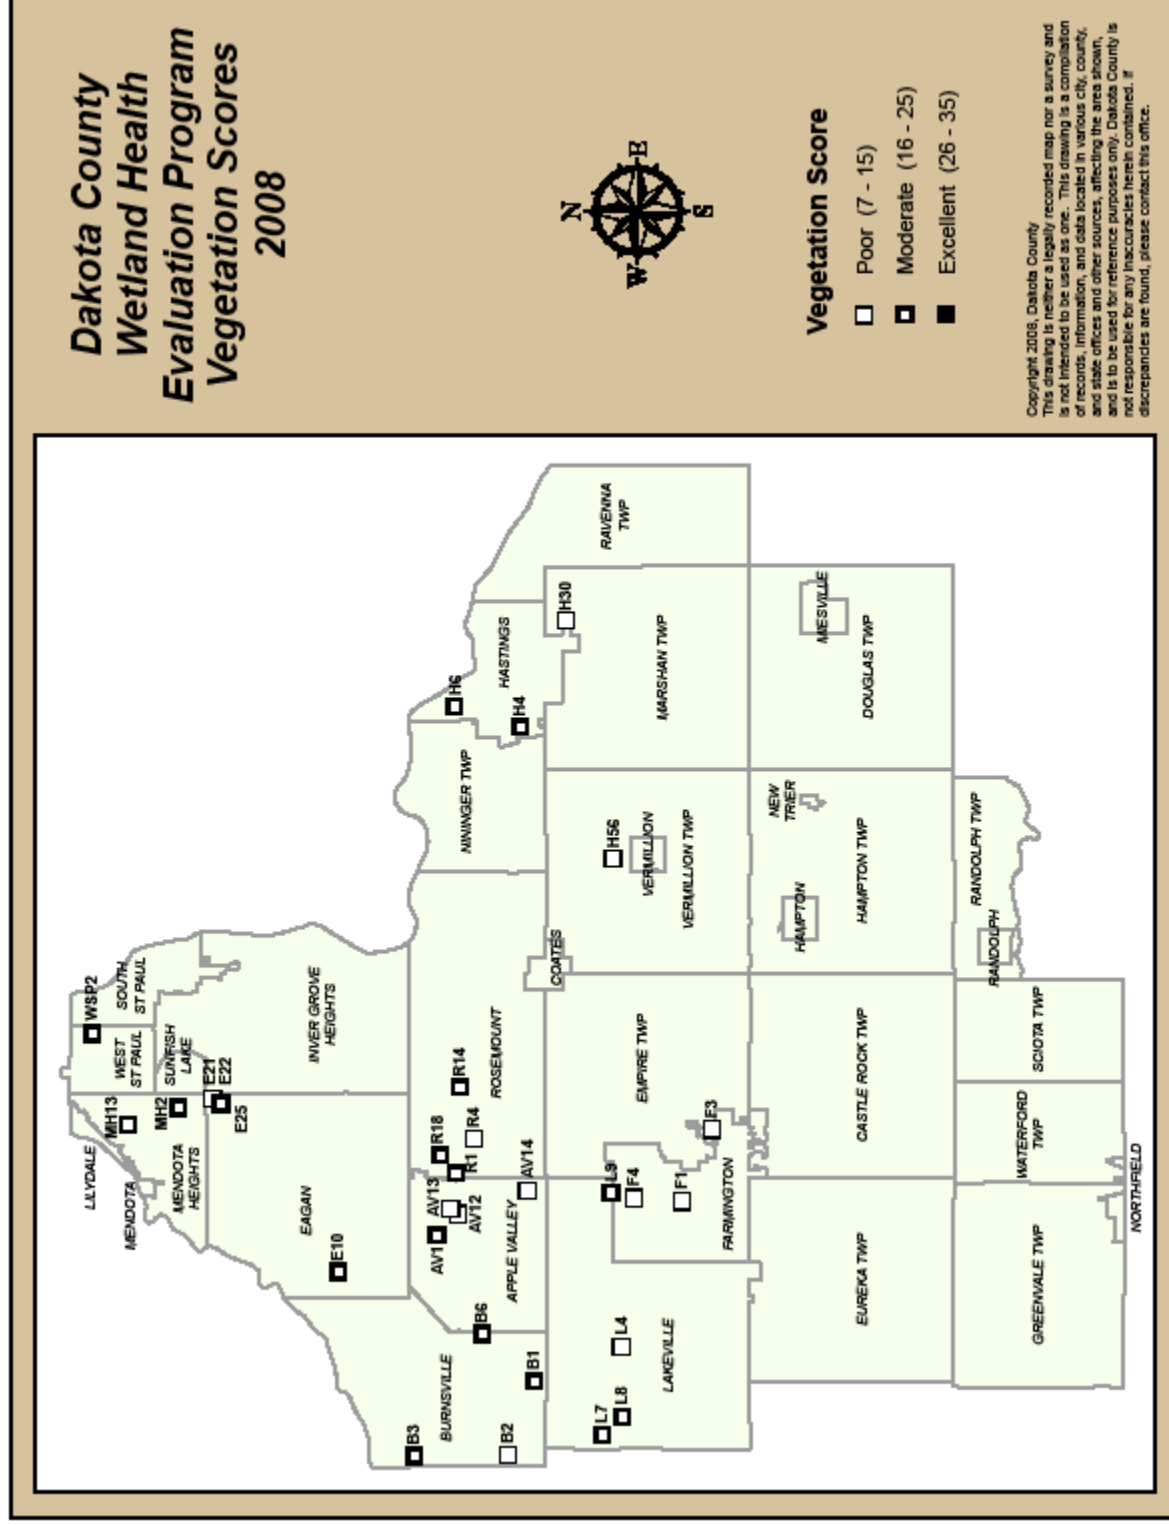 Dakota County
Wetland Health
Evaluation Program
Vegetation Scores
2008
N
W
E
S
Vegetation Score
Poor (7 - 15)
Moderate (16 - 25)
Excellent (26 - 35)
Copyright 2008, Dakota County
This drawing is neither a legally recorded map nor a survey and
is not intended to be used as one. This drawing is a compilation
of records, information, and data located in various city, county,
and state offices and other sources, affecting the area shown,
and is to be used for reference purposes only. Dakota County is
not responsible for any inaccuracies herein contained. If
discrepancies are found, please contact this office.
LILYDALE
MENDOTA
MH13
MH2
MENDOTA
HEIGHTS
WSP2
WEST
ST PAUL
SOUTH
ST PAUL
SUNFISH
LAKE
E21
E22
E25
INVER GROVE
HEIGHTS
EAGAN
E10
BURNSVILLE
B3
B2
B1
B6
AV1
AV13
AV12
AV14
APPLE VALLEY
R18
R1
R4
R14
ROSEMOUNT
COATES
NININGER TWP
H6
H4
HASTINGS
H30
RAVENNA
TWP
MARSHAN TWP
H56
VERMILLION
VERMILLION TWP
EMPIRE TWP
L9
F4
F1
F3
FARMINGTON
L7
L8
L4
LAKEVILLE
EUREKA TWP
CASTLE ROCK TWP
HAMPTON
NEW
TRIER
HAMPTON TWP
MIESVILLE
DOUGLAS TWP
RANDOLPH TWP
RANDOLPH
SCIOTA TWP
WATERFORD
TWP
GREENVALE TWP
NORTHFIELD